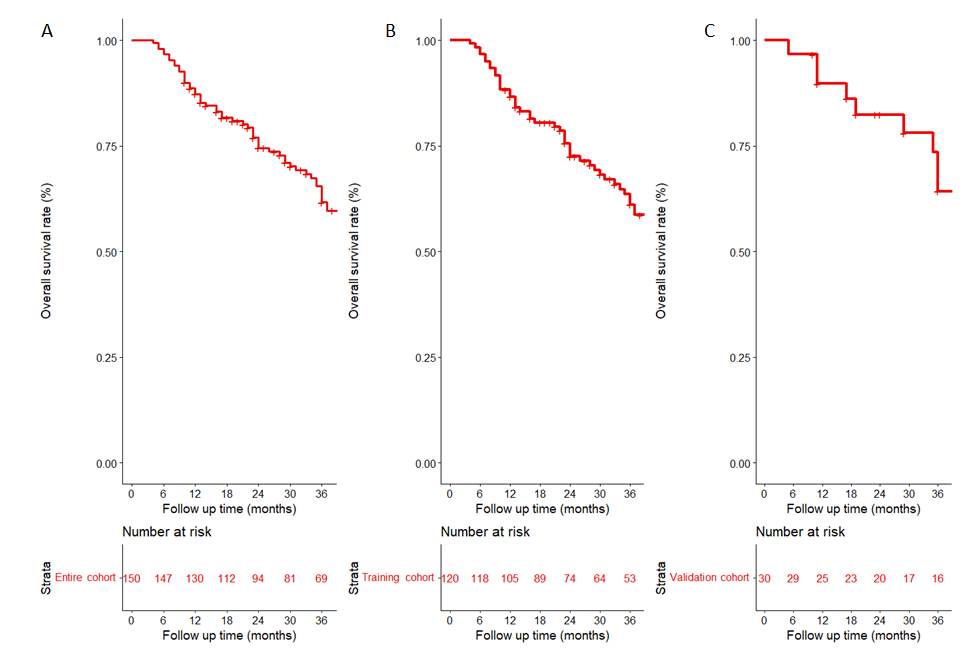 A
1.00
0.75
0.50
0.25
0.00
Overall survival rate (%)
0 6 12 18 24 30 36
Follow up time (months)
Number at risk
Strata
Entire cohort 150 147 130 112 94 81 69
0 6 12 18 24 30 36
Follow up time (months)
B
1.00
0.75
0.50
0.25
0.00
Overall survival rate (%)
0 6 12 18 24 30 36
Follow up time (months)
Number at risk
Strata
Training cohort 120 118 105 89 74 64 53
0 6 12 18 24 30 36
Follow up time (months)
C
1.00
0.75
0.50
0.25
0.00
Overall survival rate (%)
0 6 12 18 24 30 36
Follow up time (months)
Number at risk
Strata
Validation cohort 30 29 25 23 20 17 16
0 6 12 18 24 30 36
Follow up time (months)